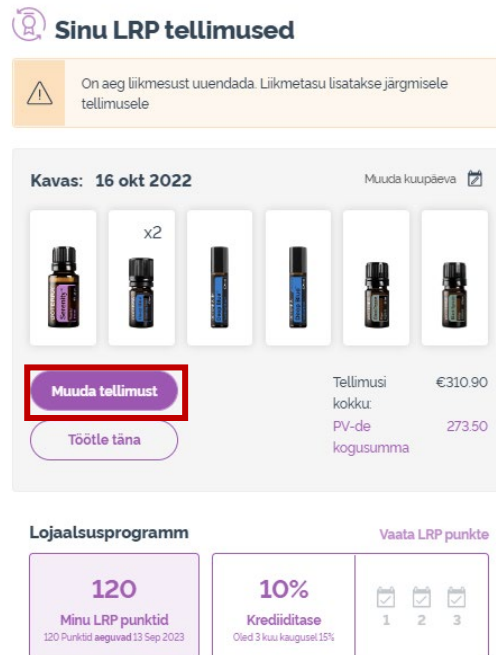 Sinu LRP tellimused
On aeg liikmesust uuendada. Liikmetasu lisatakse järgmisele
tellimusele
Kavas: 16 okt 2022
Muuda kuupäeva
x2
Serenity
Muuda tellimust
Tellimusi
kokku:
€310.90
Töötle täna
PV-de
kogusumma
273.50
Lojaalsusprogramm
Vaata LRP punkte
120
Minu LRP punktid
120 Punktid aeguvad 13 Sep 2023
10%
Krediiditase
Oled 3 kuu kaugusel 15%
1 2 3